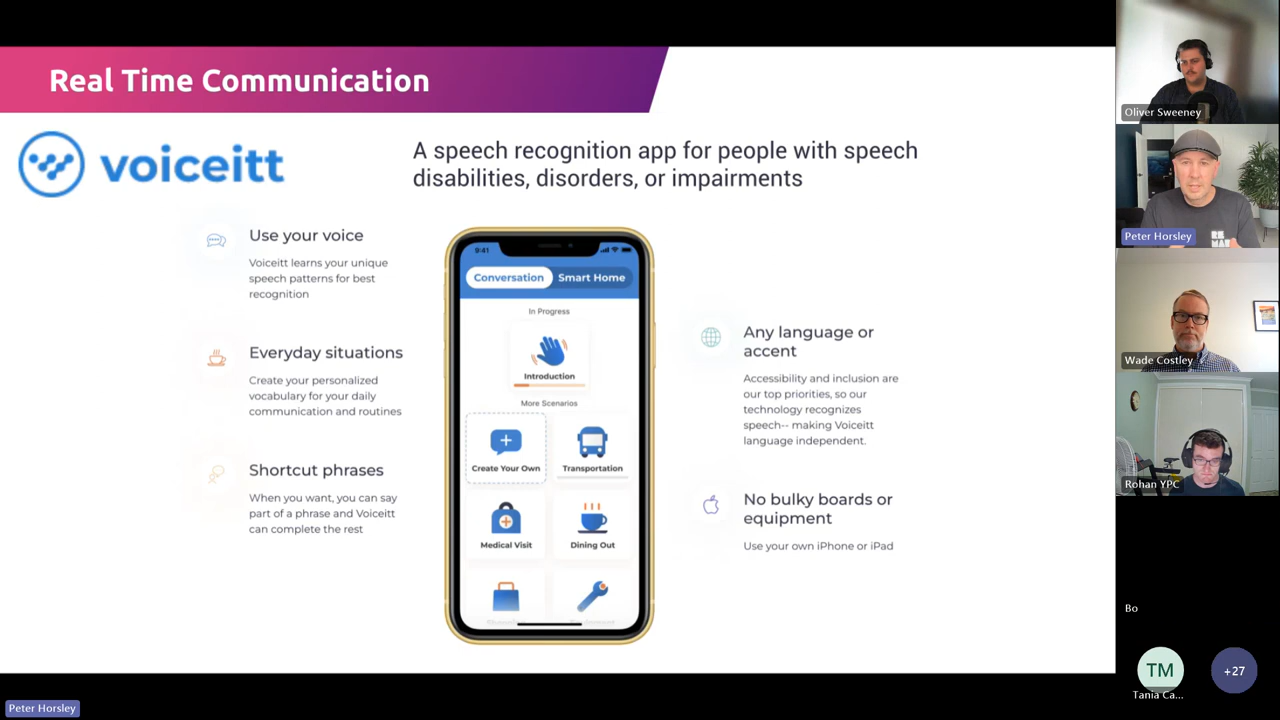 Real Time Communication
voiceitt
A speech recognition app for people with speech
disabilities, disorders, or impairments
Use your voice
Voiceitt learns your unique
speech patterns for best
recognition
Everyday situations
Create your personalized
vocabulary for your daily
communication and routines
Shortcut phrases
When you want, you can say
part of a phrase and Voiceitt
can complete the rest
9:41
Conversation
Smart Home
In Progress
Introduction
More Scenarios
Create Your Own
Transportation
Medical Visit
Dining Out
Any language or
accent
Accessibility and inclusion are
our top priorities, so our
technology recognizes
speech-- making Voiceitt
language independent.
No bulky boards or
equipment
Use your own iPhone or iPad
Oliver Sweeney
Peter Horsley
Wade Costley
Rohan YPC
Bo
TM
Tania Ca...
+27
Peter Horsley